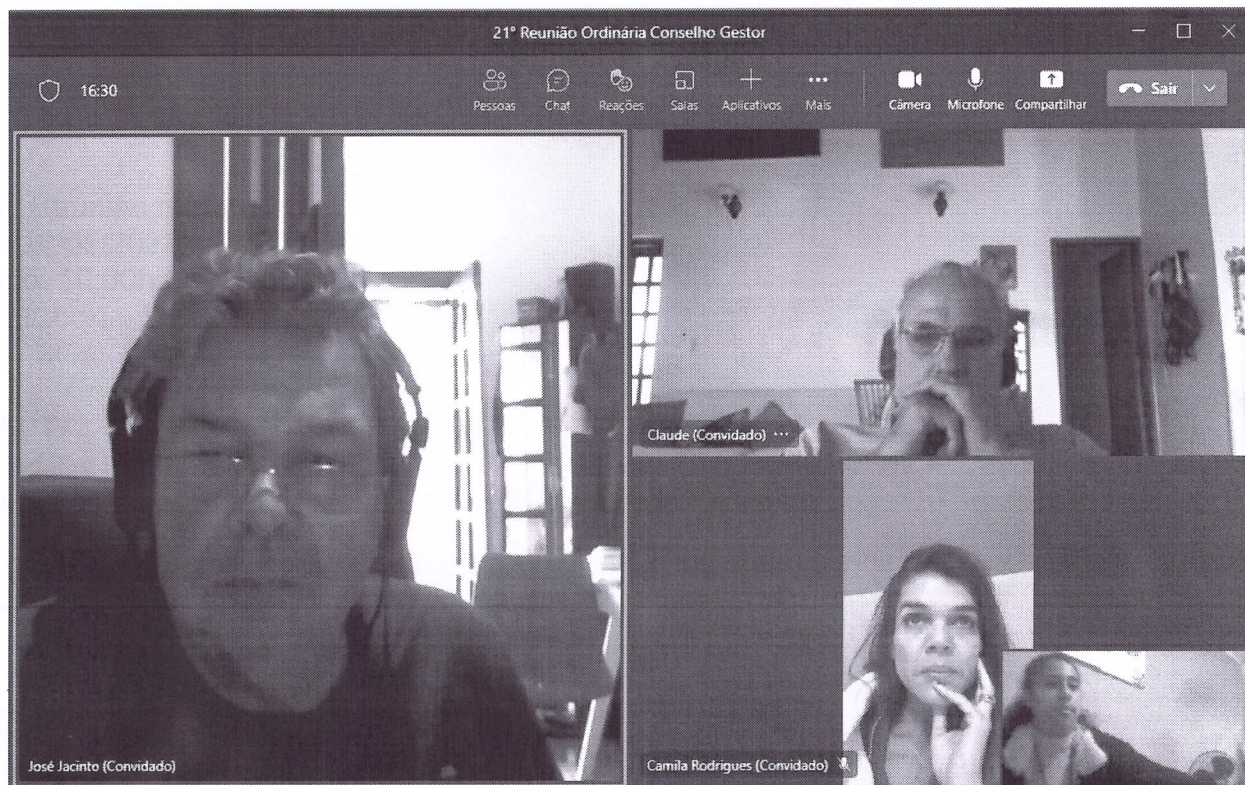 21° Reunião Ordinária Conselho Gestor
16:30
Pessoas
Chat
Reações
Salas
Aplicativos
Mais
Câmera
Microfone
Compartilhar
Sair
Claude (Convidado)
José Jacinto (Convidado)
Camila Rodrigues (Convidado)